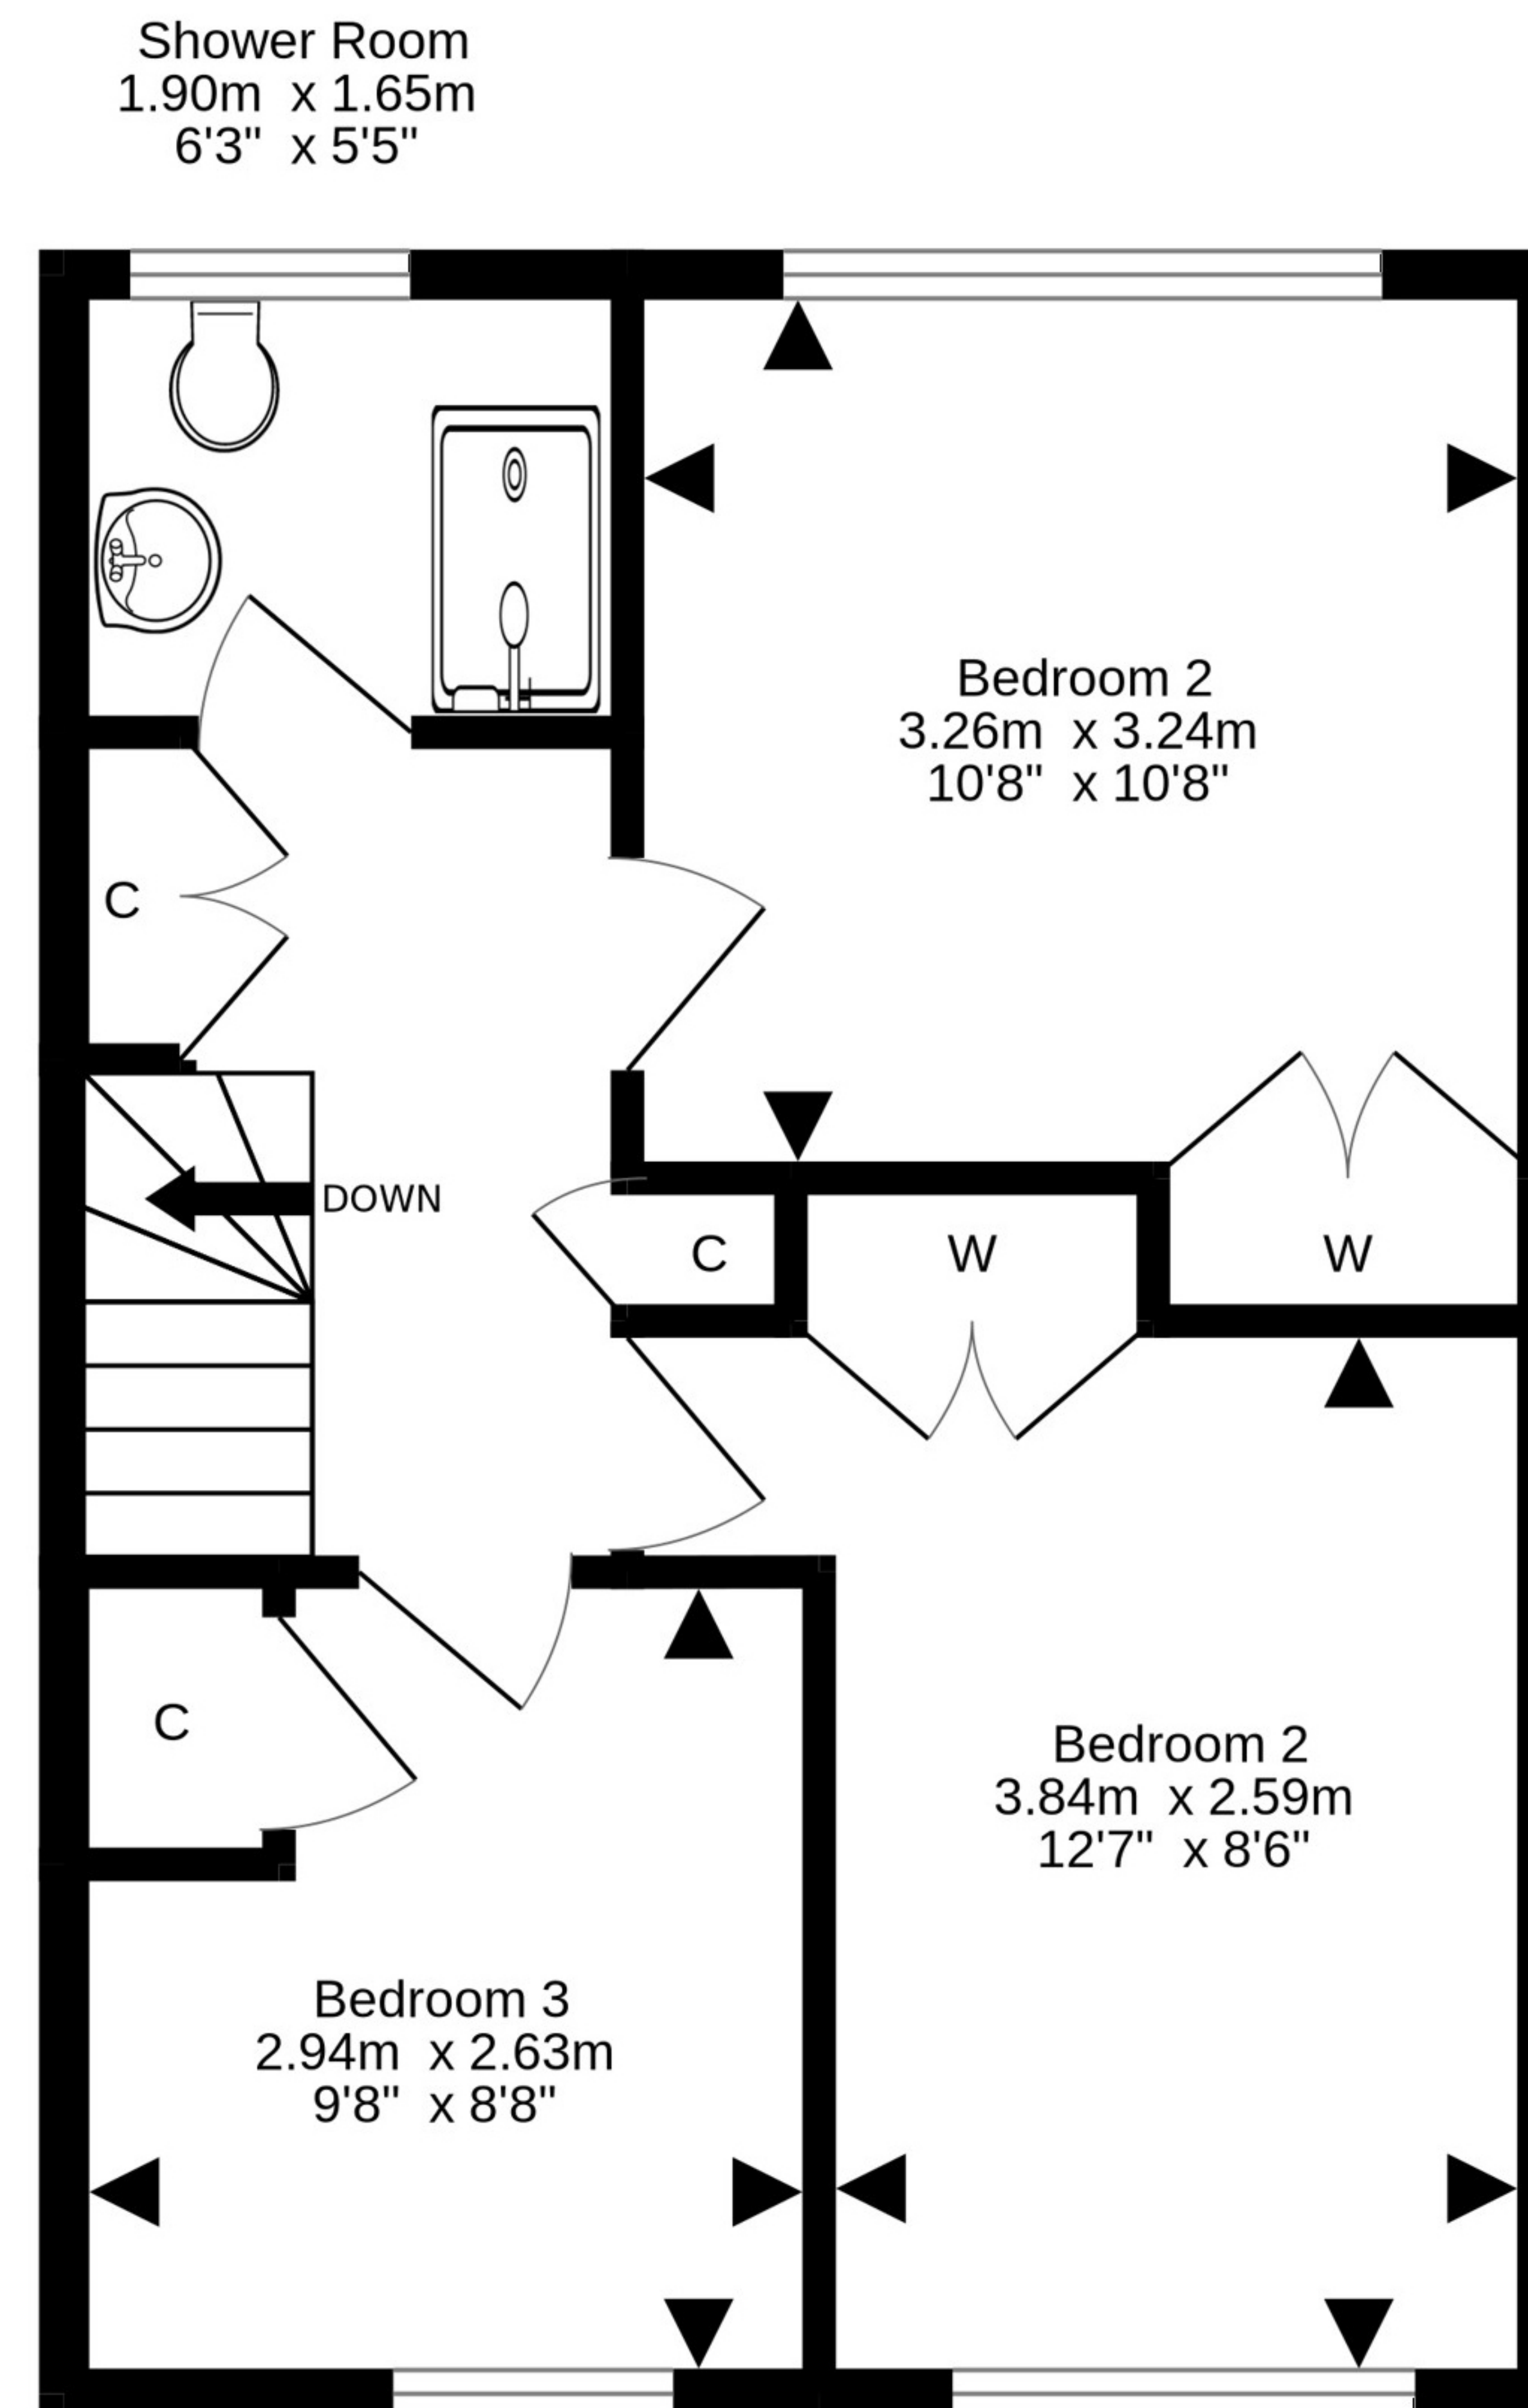 Shower Room
1.90m x 1.65m
6'3" x 5'5"
Bedroom 2
3.26m x 3.24m
10'8" x 10'8"
C
DOWN
C
W
W
C
Bedroom 2
3.84m x 2.59m
12'7" x 8'6"
Bedroom 3
2.94m x 2.63m
9'8" x 8'8"